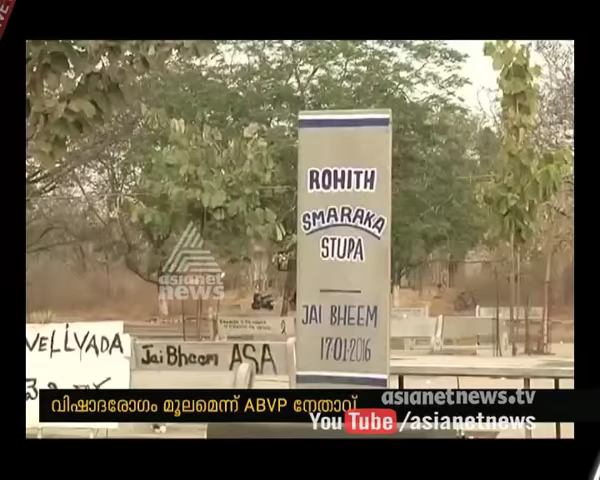 ROHITH
SMARAKA
STUPA
JAI BHEEM
17·01·2016
asianet
news
VELIVADA
Jai Bheem ASA
വിഷാദരോഗം മൂലമെന്ന് ABVP നേതാവ്
asianetnews.tv
YouTube /asianetnews